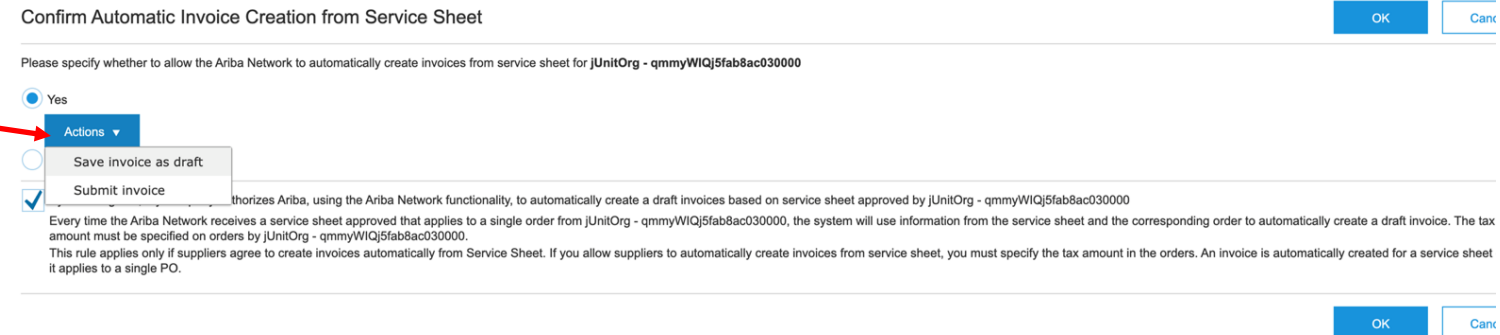 Confirm Automatic Invoice Creation from Service Sheet
OK
Please specify whether to allow the Ariba Network to automatically create invoices from service sheet for jUnitOrg - qmmyWIQj5fab8ac030000
Yes
Actions ▼
Save invoice as draft
Submit invoice
thorizes Ariba, using the Ariba Network functionality, to automatically create a draft invoices based on service sheet approved by jUnitOrg - qmmyWIQj5fab8ac030000
Every time the Ariba Network receives a service sheet approved that applies to a single order from jUnitOrg - qmmyWIQj5fab8ac030000, the system will use information from the service sheet and the corresponding order to automatically create a draft invoice. The tax
amount must be specified on orders by jUnitOrg - qmmyWIQj5fab8ac030000.
This rule applies only if suppliers agree to create invoices automatically from Service Sheet. If you allow suppliers to automatically create invoices from service sheet, you must specify the tax amount in the orders. An invoice is automatically created for a service sheet
it applies to a single PO.
OK